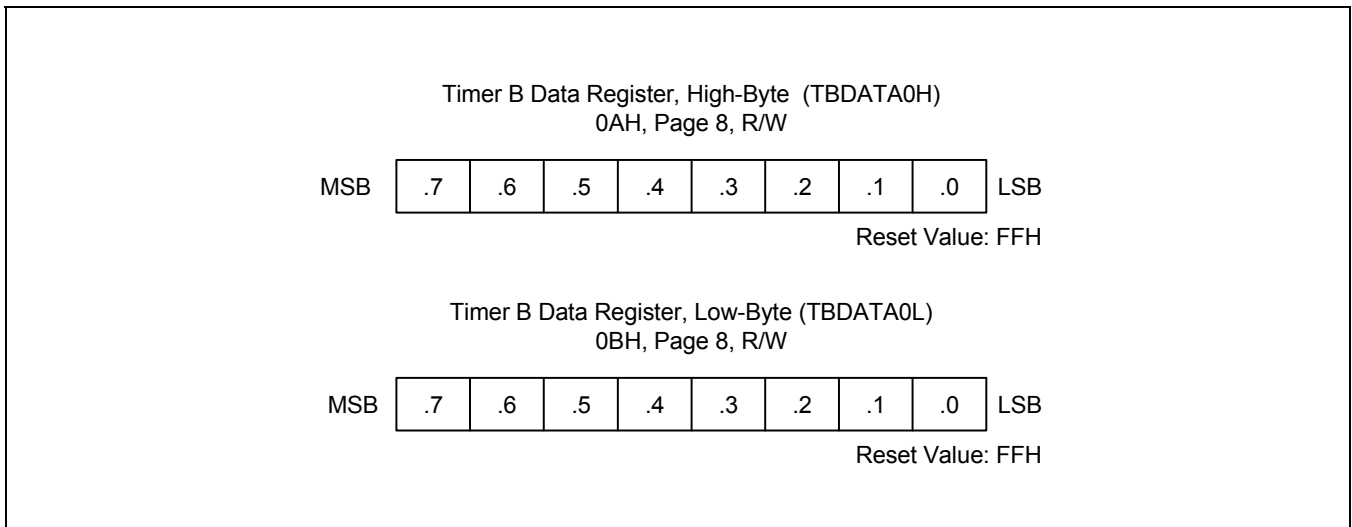 Timer B Data Register, High-Byte (TBDATA0H)
0AH, Page 8, R/W
MSB .7 .6 .5 .4 .3 .2 .1 .0 LSB
Reset Value: FFH
Timer B Data Register, Low-Byte (TBDATA0L)
0BH, Page 8, R/W
MSB .7 .6 .5 .4 .3 .2 .1 .0 LSB
Reset Value: FFH